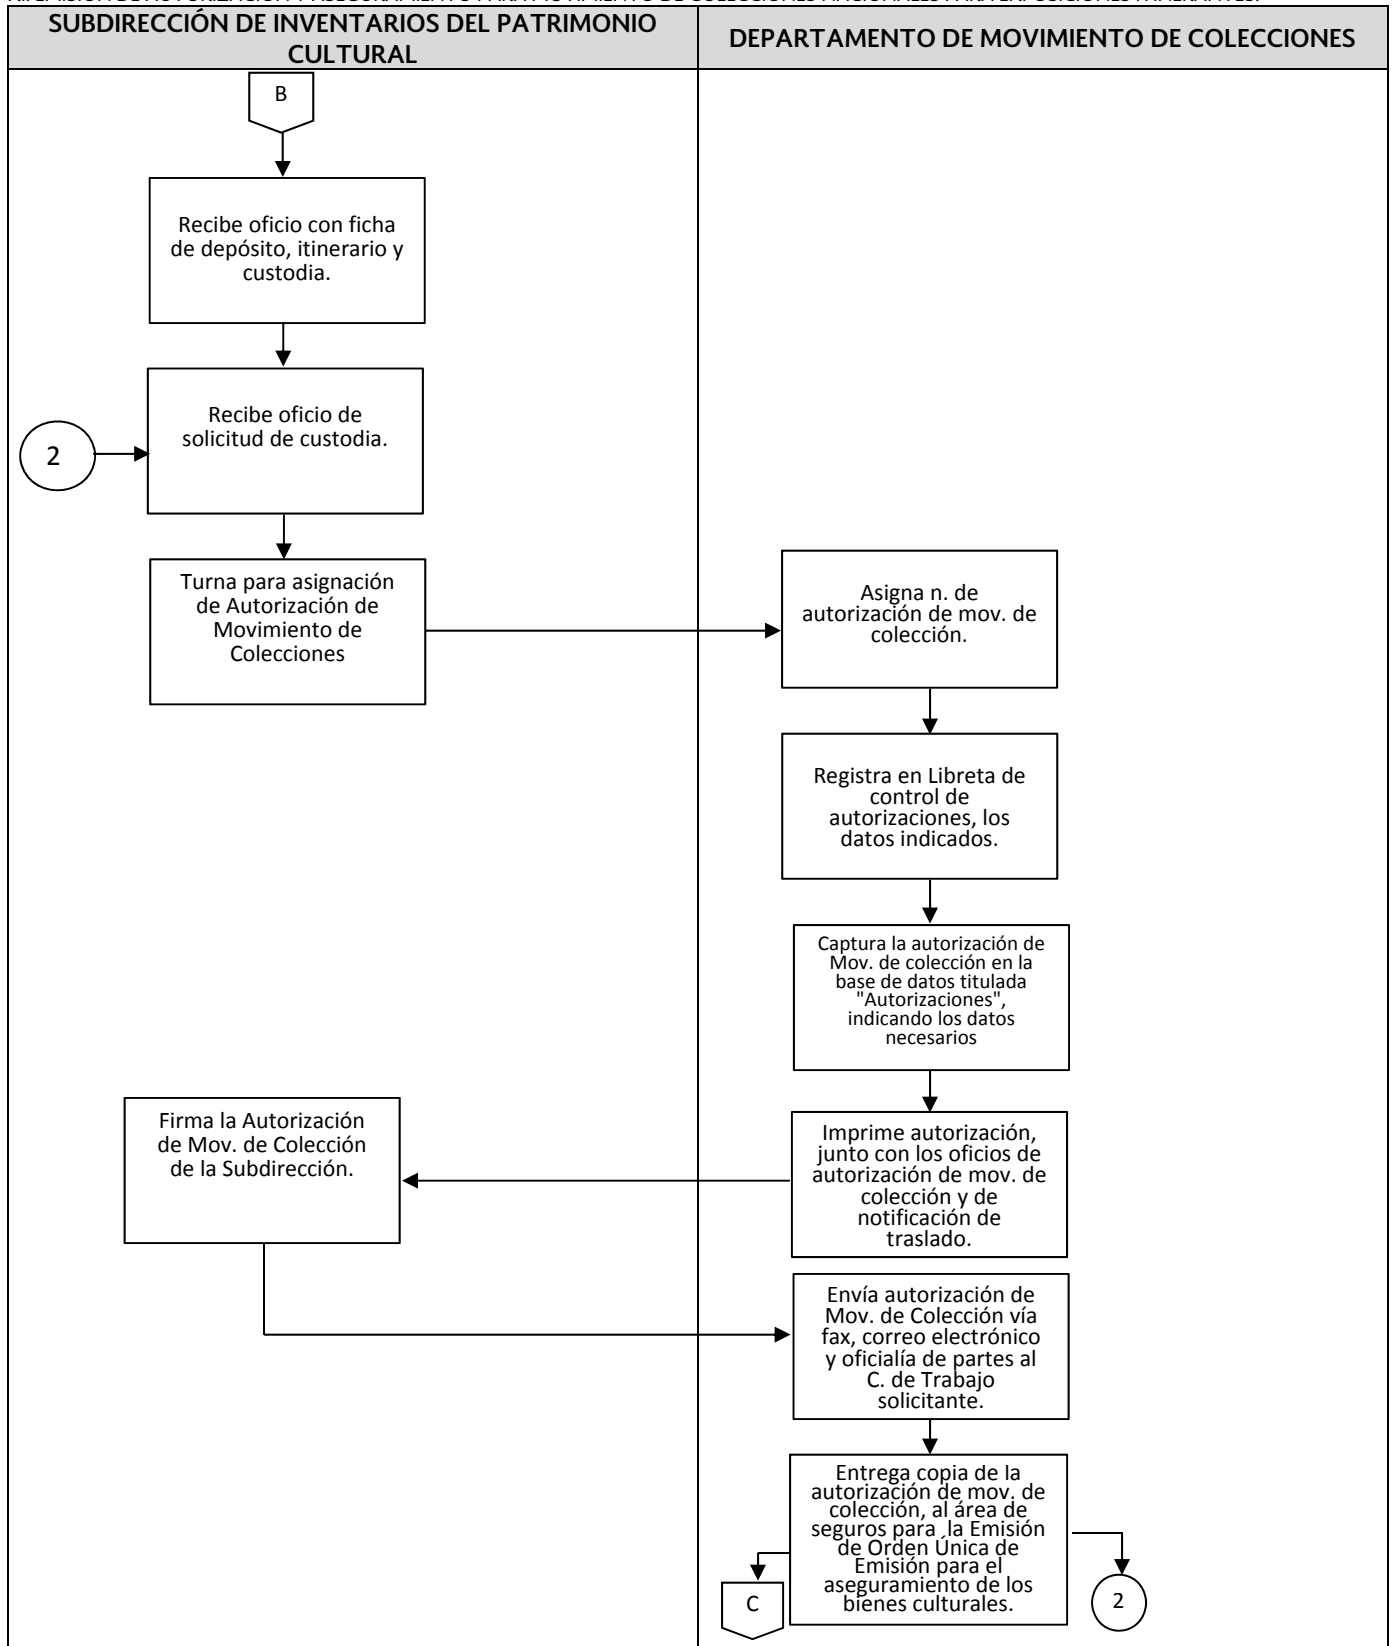 SUBDIRECCIÓN DE INVENTARIOS DEL PATRIMONIO
CULTURAL
DEPARTAMENTO DE MOVIMIENTO DE COLECCIONES
B
Recibe oficio con ficha
de depósito, itinerario y
custodia.
Recibe oficio de
solicitud de custodia.
2
Turna para asignación
de Autorización de
Movimiento de
Colecciones
Asigna n. de
autorización de mov. de
colección.
Registra en Libreta de
control de
autorizaciones, los
datos indicados.
Captura la autorización de
Mov. de colección en la
base de datos titulada
"Autorizaciones",
indicando los datos
necesarios
Imprime autorización,
junto con los oficios de
autorización de mov. de
colección y de
notificación de
traslado.
Firma la Autorización
de Mov. de Colección
de la Subdirección.
Envía autorización de
Mov. de Colección vía
fax, correo electrónico
y oficialía de partes al
C. de Trabajo
solicitante.
Entrega copia de la
autorización de mov. de
colección, al área de
seguros para la Emisión
de Orden Única de
Emisión para el
aseguramiento de los
bienes culturales.
C
2